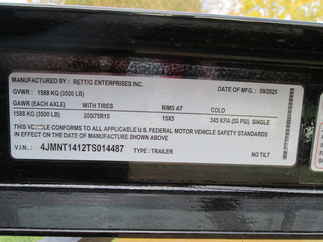 MANUFACTURED BY : RETTIG ENTERPRISES INC. DATE OF MFG. : 09/2025
GVWR : 1588 KG (3500 LB)
GAWR (EACH AXLE) WITH TIRES RIMS AT COLD
1588 KG (3500 LB) 205/75R15 15X5 345 KPA (50 PSI) SINGLE
THIS VEHICLE CONFORMS TO ALL APPLICABLE U.S. FEDERAL MOTOR VEHICLE SAFETY STANDARDS
IN EFFECT ON THE DATE OF MANUFACTURE SHOWN ABOVE
V.I.N.: 4JMNT1412TS014487 TYPE : TRAILER NO TILT